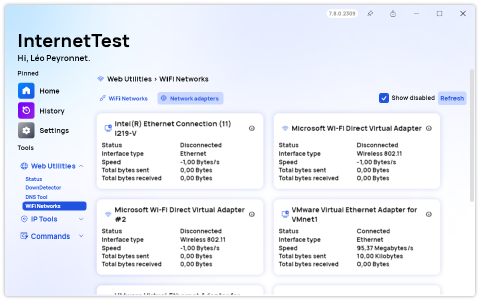 7.8.0.2309
InternetTest
Hi, Léo Peyronnet.
Pinned
Home
History
Settings
Tools
Web Utilities
Status
DownDetector
DNS Tool
WiFi Networks
IP Tools
Commands
Web Utilities > WiFi Networks
WiFi Networks
Network adapters
Show disabled
Refresh
Intel(R) Ethernet Connection (11)
I219-V
Status Disconnected
Interface type Ethernet
Speed -1,00 Bytes/s
Total bytes sent 0,00 Bytes
Total bytes received 0,00 Bytes
Microsoft Wi-Fi Direct Virtual Adapter
Status Disconnected
Interface type Wireless 802.11
Speed -1,00 Bytes/s
Total bytes sent 0,00 Bytes
Total bytes received 0,00 Bytes
Microsoft Wi-Fi Direct Virtual Adapter
#2
Status Disconnected
Interface type Wireless 802.11
Speed -1,00 Bytes/s
Total bytes sent 0,00 Bytes
Total bytes received 0,00 Bytes
VMware Virtual Ethernet Adapter for
VMnet1
Status Connected
Interface type Ethernet
Speed 95,37 Megabytes/s
Total bytes sent 10,00 Kilobytes
Total bytes received 0,00 Bytes